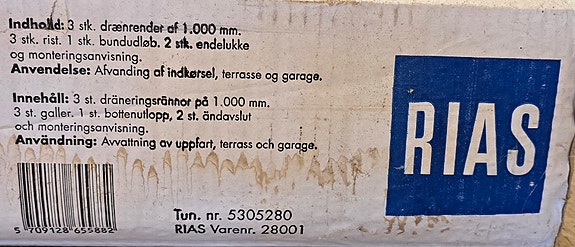 Indhold: 3 stk. drænrender af 1.000 mm.
3 stk. rist. 1 stk. bundudløb. 2 stk. endelukke
og monteringsanvisning.
Anvendelse: Afvanding af indkørsel, terrasse og garage.
Innehåll: 3 st. dräneringsrännor på 1.000 mm.
3 st. galler. 1 st. bottenutlopp, 2 st. ändavslut
och monteringsanvisning.
Användning: Avvattning av uppfart, terrass och garage.
RIAS
5 709128 655882
Tun. nr. 5305280
RIAS Varenr. 28001